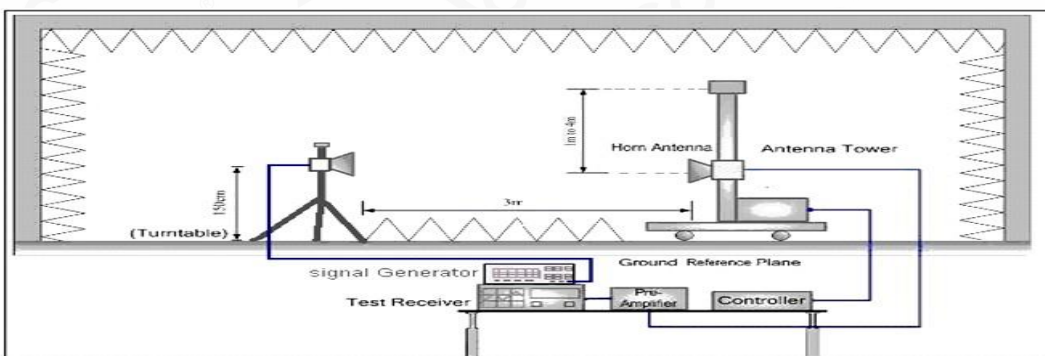 1m to 4m
Horn Antenna
Antenna Tower
150cm
3m
(Turntable)
Ground Reference Plane
signal Generator
Test Receiver
Pre-
Amplifier
Controller